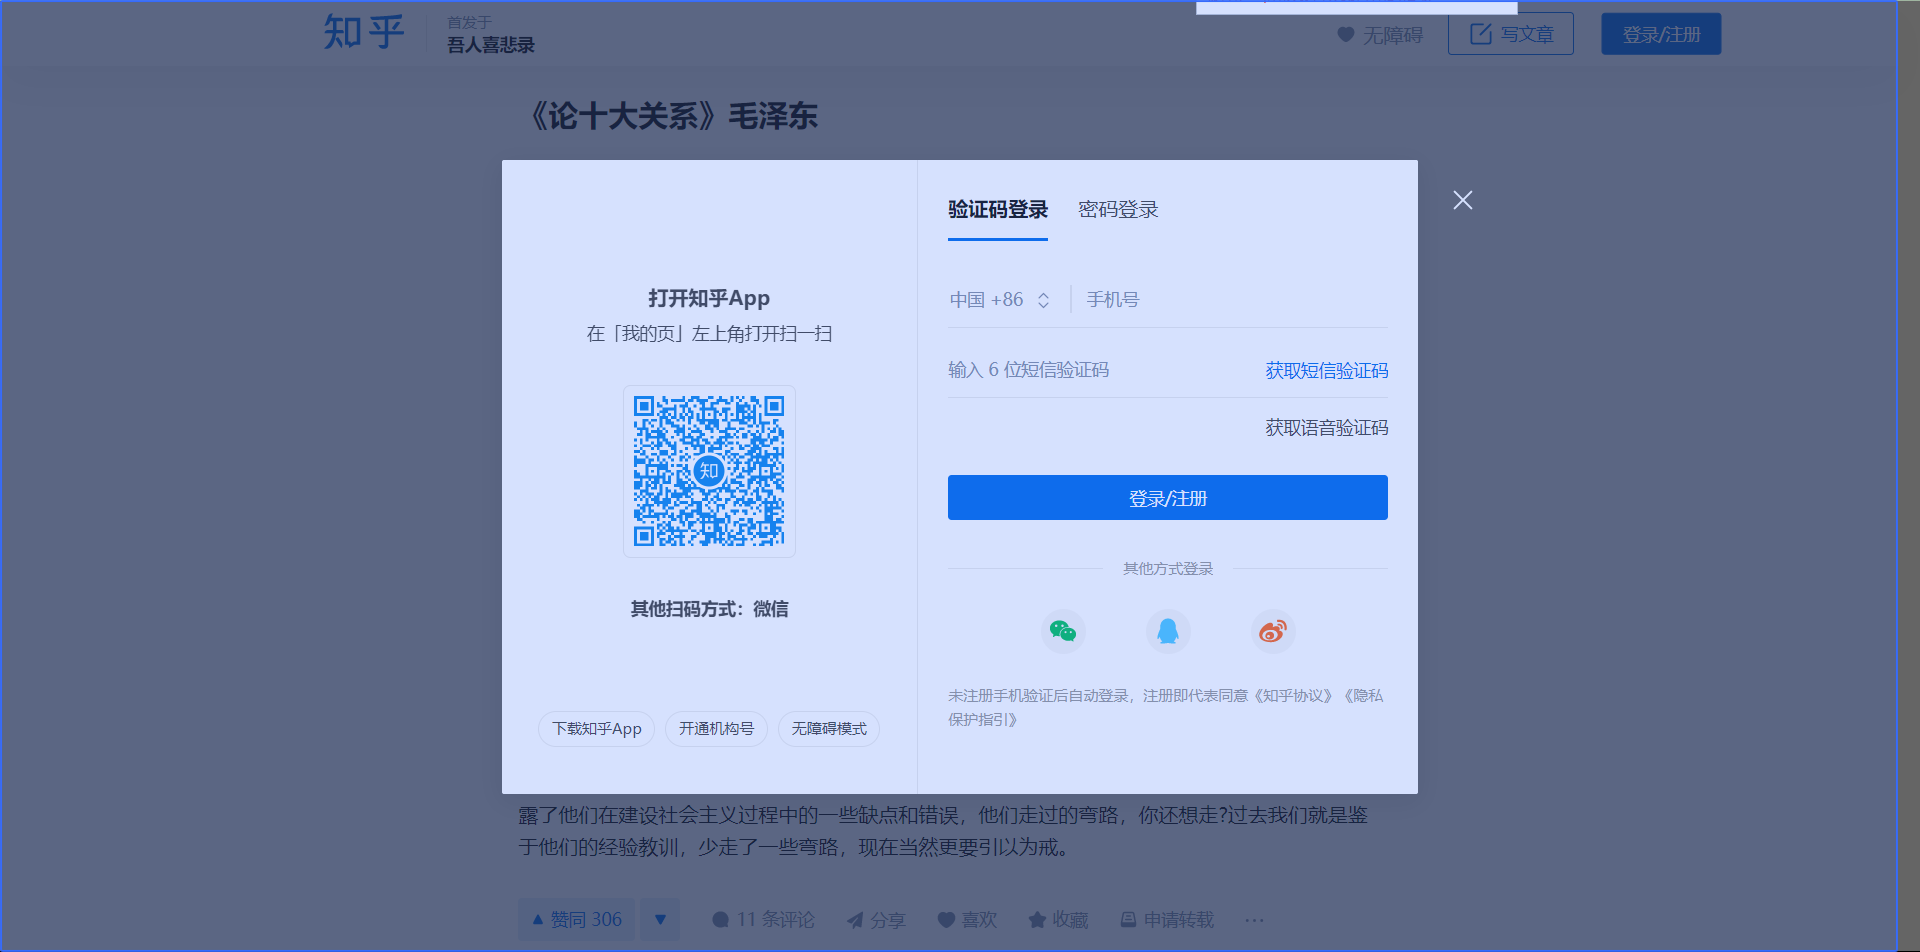 知乎
首发于
吾人喜悲录
无障碍
写文章
登录/注册
《论十大关系》毛泽东
打开知乎App
在「我的页」左上角打开扫一扫
知
其他扫码方式：微信
下载知乎App
开通机构号
无障碍模式
验证码登录
密码登录
中国 +86
手机号
输入 6 位短信验证码
获取短信验证码
获取语音验证码
登录/注册
其他方式登录
未注册手机验证后自动登录，注册即代表同意《知乎协议》《隐私
保护指引》
露了他们在建设社会主义过程中的一些缺点和错误，他们走过的弯路，你还想走?过去我们就是鉴
于他们的经验教训，少走了一些弯路，现在当然更要引以为戒。
赞同 306
11 条评论
分享
喜欢
收藏
申请转载